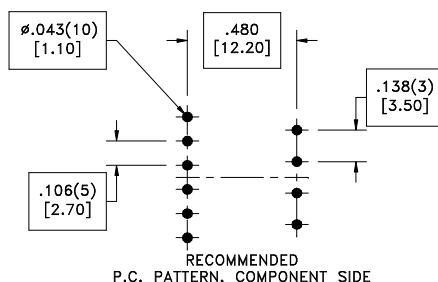 ø.043(10)
[1.10]
.480
[12.20]
.138(3)
[3.50]
.106(5)
[2.70]
RECOMMENDED
P.C. PATTERN, COMPONENT SIDE